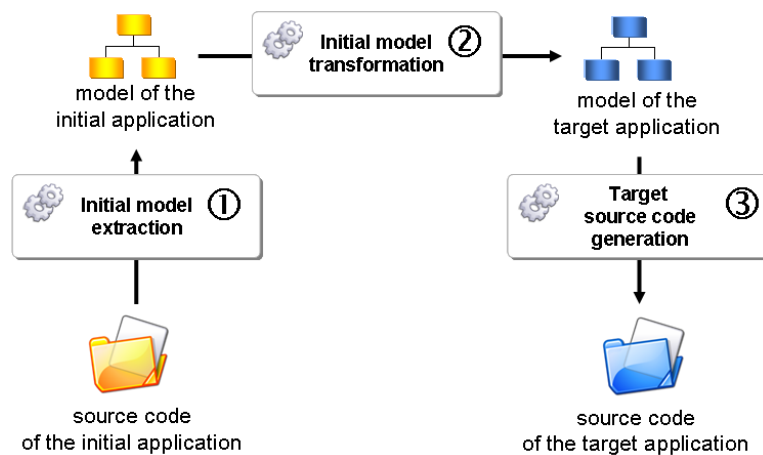 Initial model
transformation
②
model of the
initial application
model of the
target application
Initial model
extraction
①
Target
source code
generation
③
source code
of the initial application
source code
of the target application